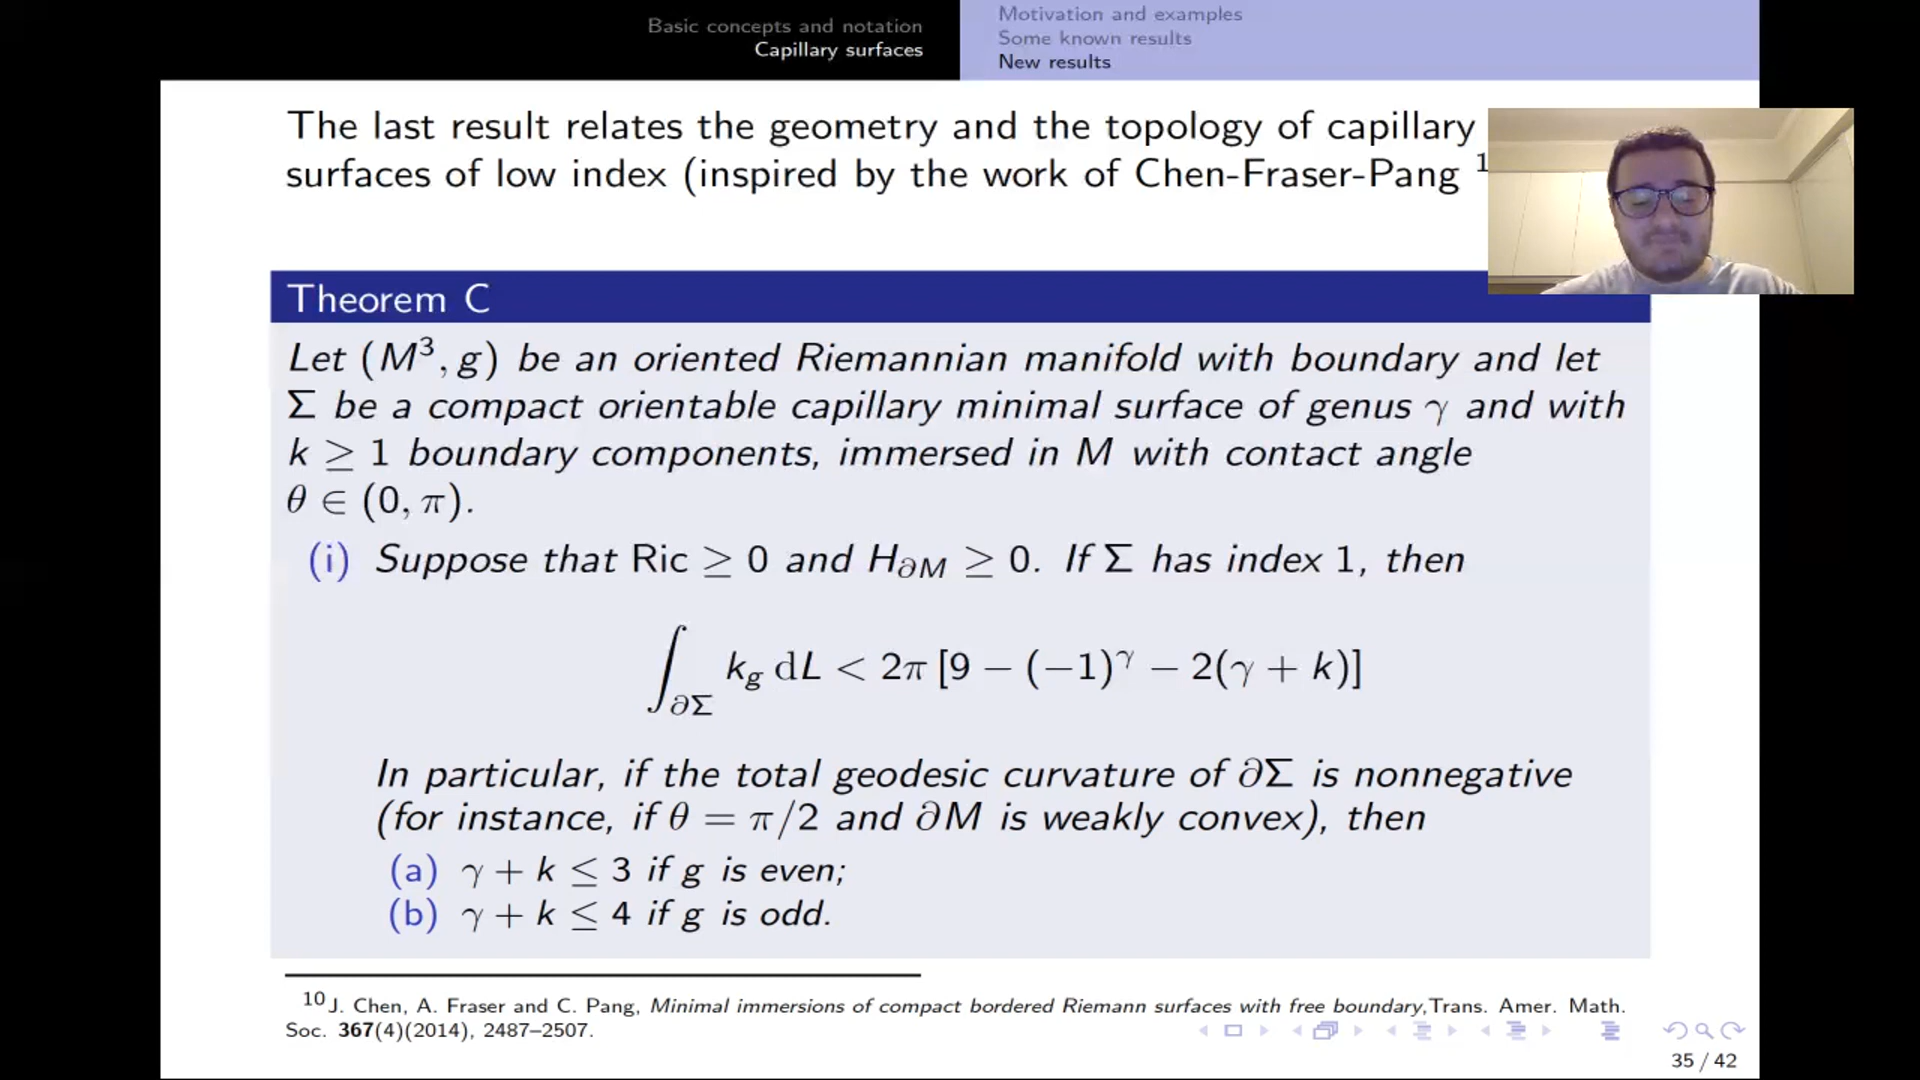 Basic concepts and notation
Capillary surfaces
Motivation and examples
Some known results
New results
The last result relates the geometry and the topology of capillary
surfaces of low index (inspired by the work of Chen-Fraser-Pang
Theorem C
Let (M³, g) be an oriented Riemannian manifold with boundary and let
Σ be a compact orientable capillary minimal surface of genus γ and with
k ≥ 1 boundary components, immersed in M with contact angle
θ ∈ (0, π).
(i) Suppose that Ric ≥ 0 and H_{∂M} ≥ 0. If Σ has index 1, then
∫_{∂Σ} k_g dL < 2π [9 − (−1)^γ − 2(γ + k)]
In particular, if the total geodesic curvature of ∂Σ is nonnegative
(for instance, if θ = π/2 and ∂M is weakly convex), then
(a) γ + k ≤ 3 if g is even;
(b) γ + k ≤ 4 if g is odd.
¹⁰J. Chen, A. Fraser and C. Pang, Minimal immersions of compact bordered Riemann surfaces with free boundary,Trans. Amer. Math.
Soc. 367(4)(2014), 2487–2507.
35 / 42